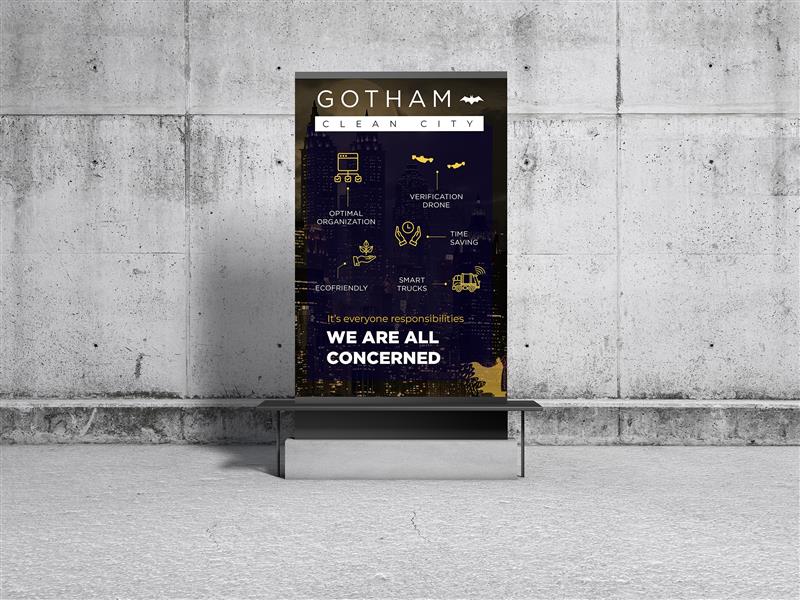 GOTHAM
CLEAN CITY
OPTIMAL
ORGANIZATION
VERIFICATION
DRONE
TIME
SAVING
ECOFRIENDLY
SMART
TRUCKS
It's everyone responsibilities
WE ARE ALL
CONCERNED